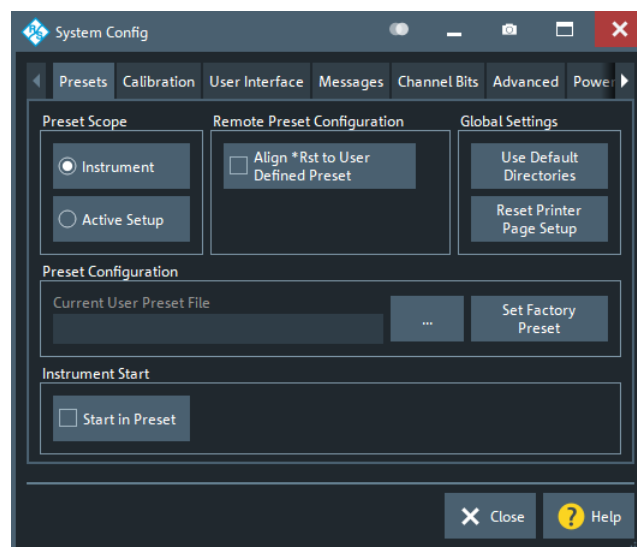 R&S System Config
Presets Calibration User Interface Messages Channel Bits Advanced Power
Preset Scope Remote Preset Configuration Global Settings
Instrument
Align *Rst to User
Defined Preset
Use Default
Directories
Active Setup
Reset Printer
Page Setup
Preset Configuration
Current User Preset File
...
Set Factory
Preset
Instrument Start
Start in Preset
Close ? Help